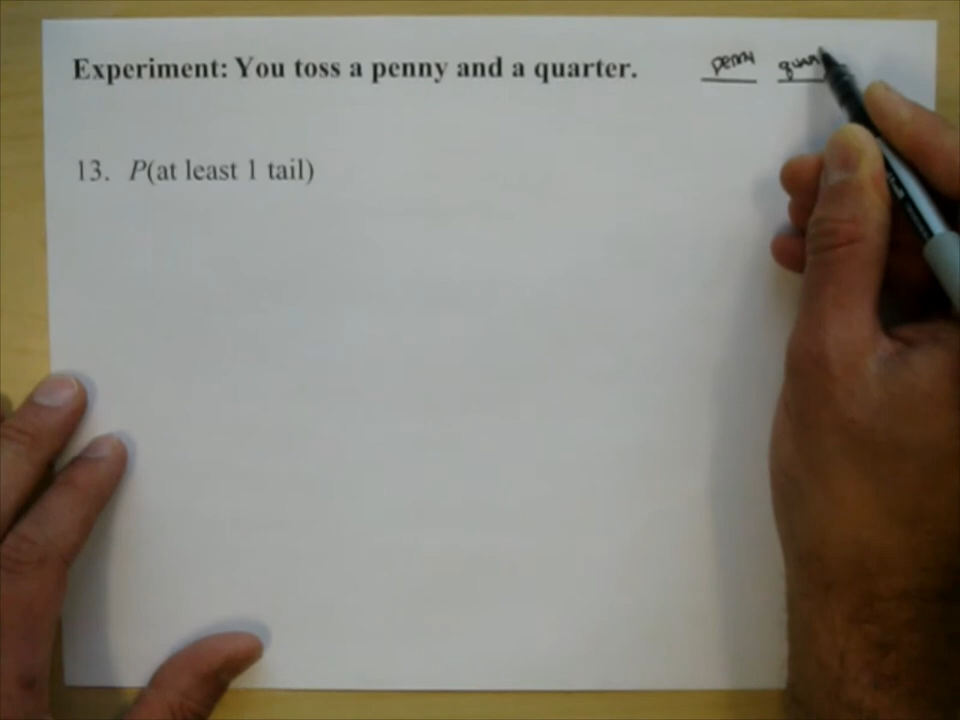 Experiment: You toss a penny and a quarter. penny
13. P(at least 1 tail)